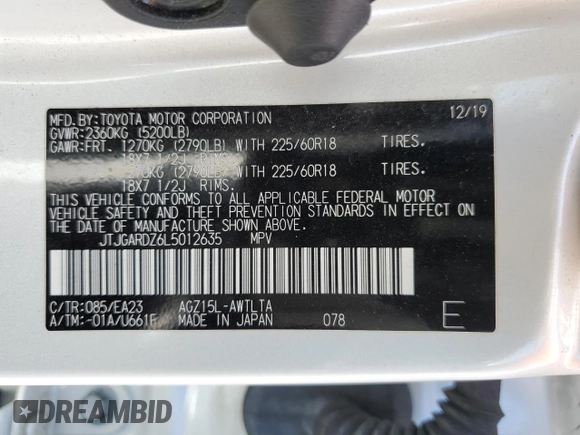 MFD.BY:TOYOTA MOTOR CORPORATION 12/19
GVWR:2360KG (5200LB)
GAWR:FRT. 1270KG (2790LB) WITH 225/60R18 TIRES.
18X7 1/2J RIMS.
(2790LB) WITH 225/60R18 TIRES.
18X7 1/2J RIMS.
THIS VEHICLE CONFORMS TO ALL APPLICABLE FEDERAL MOTOR
VEHICLE SAFETY AND THEFT PREVENTION STANDARDS IN EFFECT ON
THE DATE OF MANUFACTURE SHOWN ABOVE.
JTJGARDZ6L5012635 MPV
C/TR:085/EA23 AGZ15L-AWTLTA
A/TM:-01A/U661F MADE IN JAPAN 078 E
DREAMBID